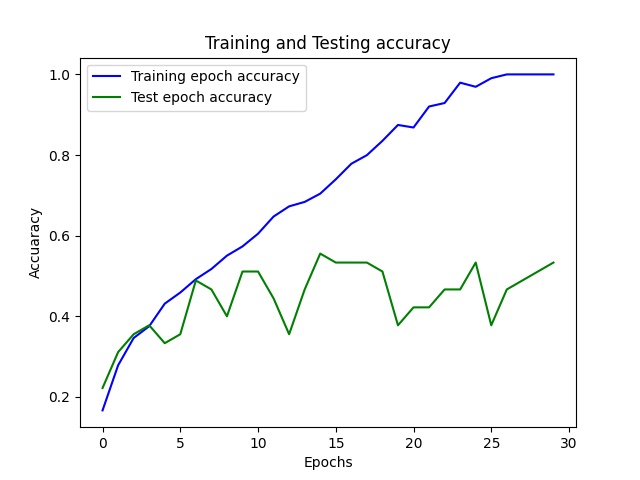 Training and Testing accuracy
Training epoch accuracy
Test epoch accuracy
1.0
0.8
0.6
0.4
0.2
Accuaracy
0 5 10 15 20 25 30
Epochs